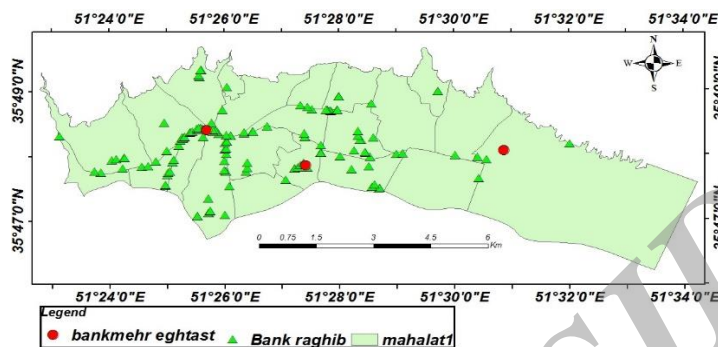 51°24'0"E 51°26'0"E 51°28'0"E 51°30'0"E 51°32'0"E 51°34'0"E
N
W E
S
35°49'0"N
35°47'0"N
0 0.75 1.5 3 4.5 6
Km
51°24'0"E 51°26'0"E 51°28'0"E 51°30'0"E 51°32'0"E 51°34'0"E
Legend
bankmehr eghtast Bank raghib mahalat1